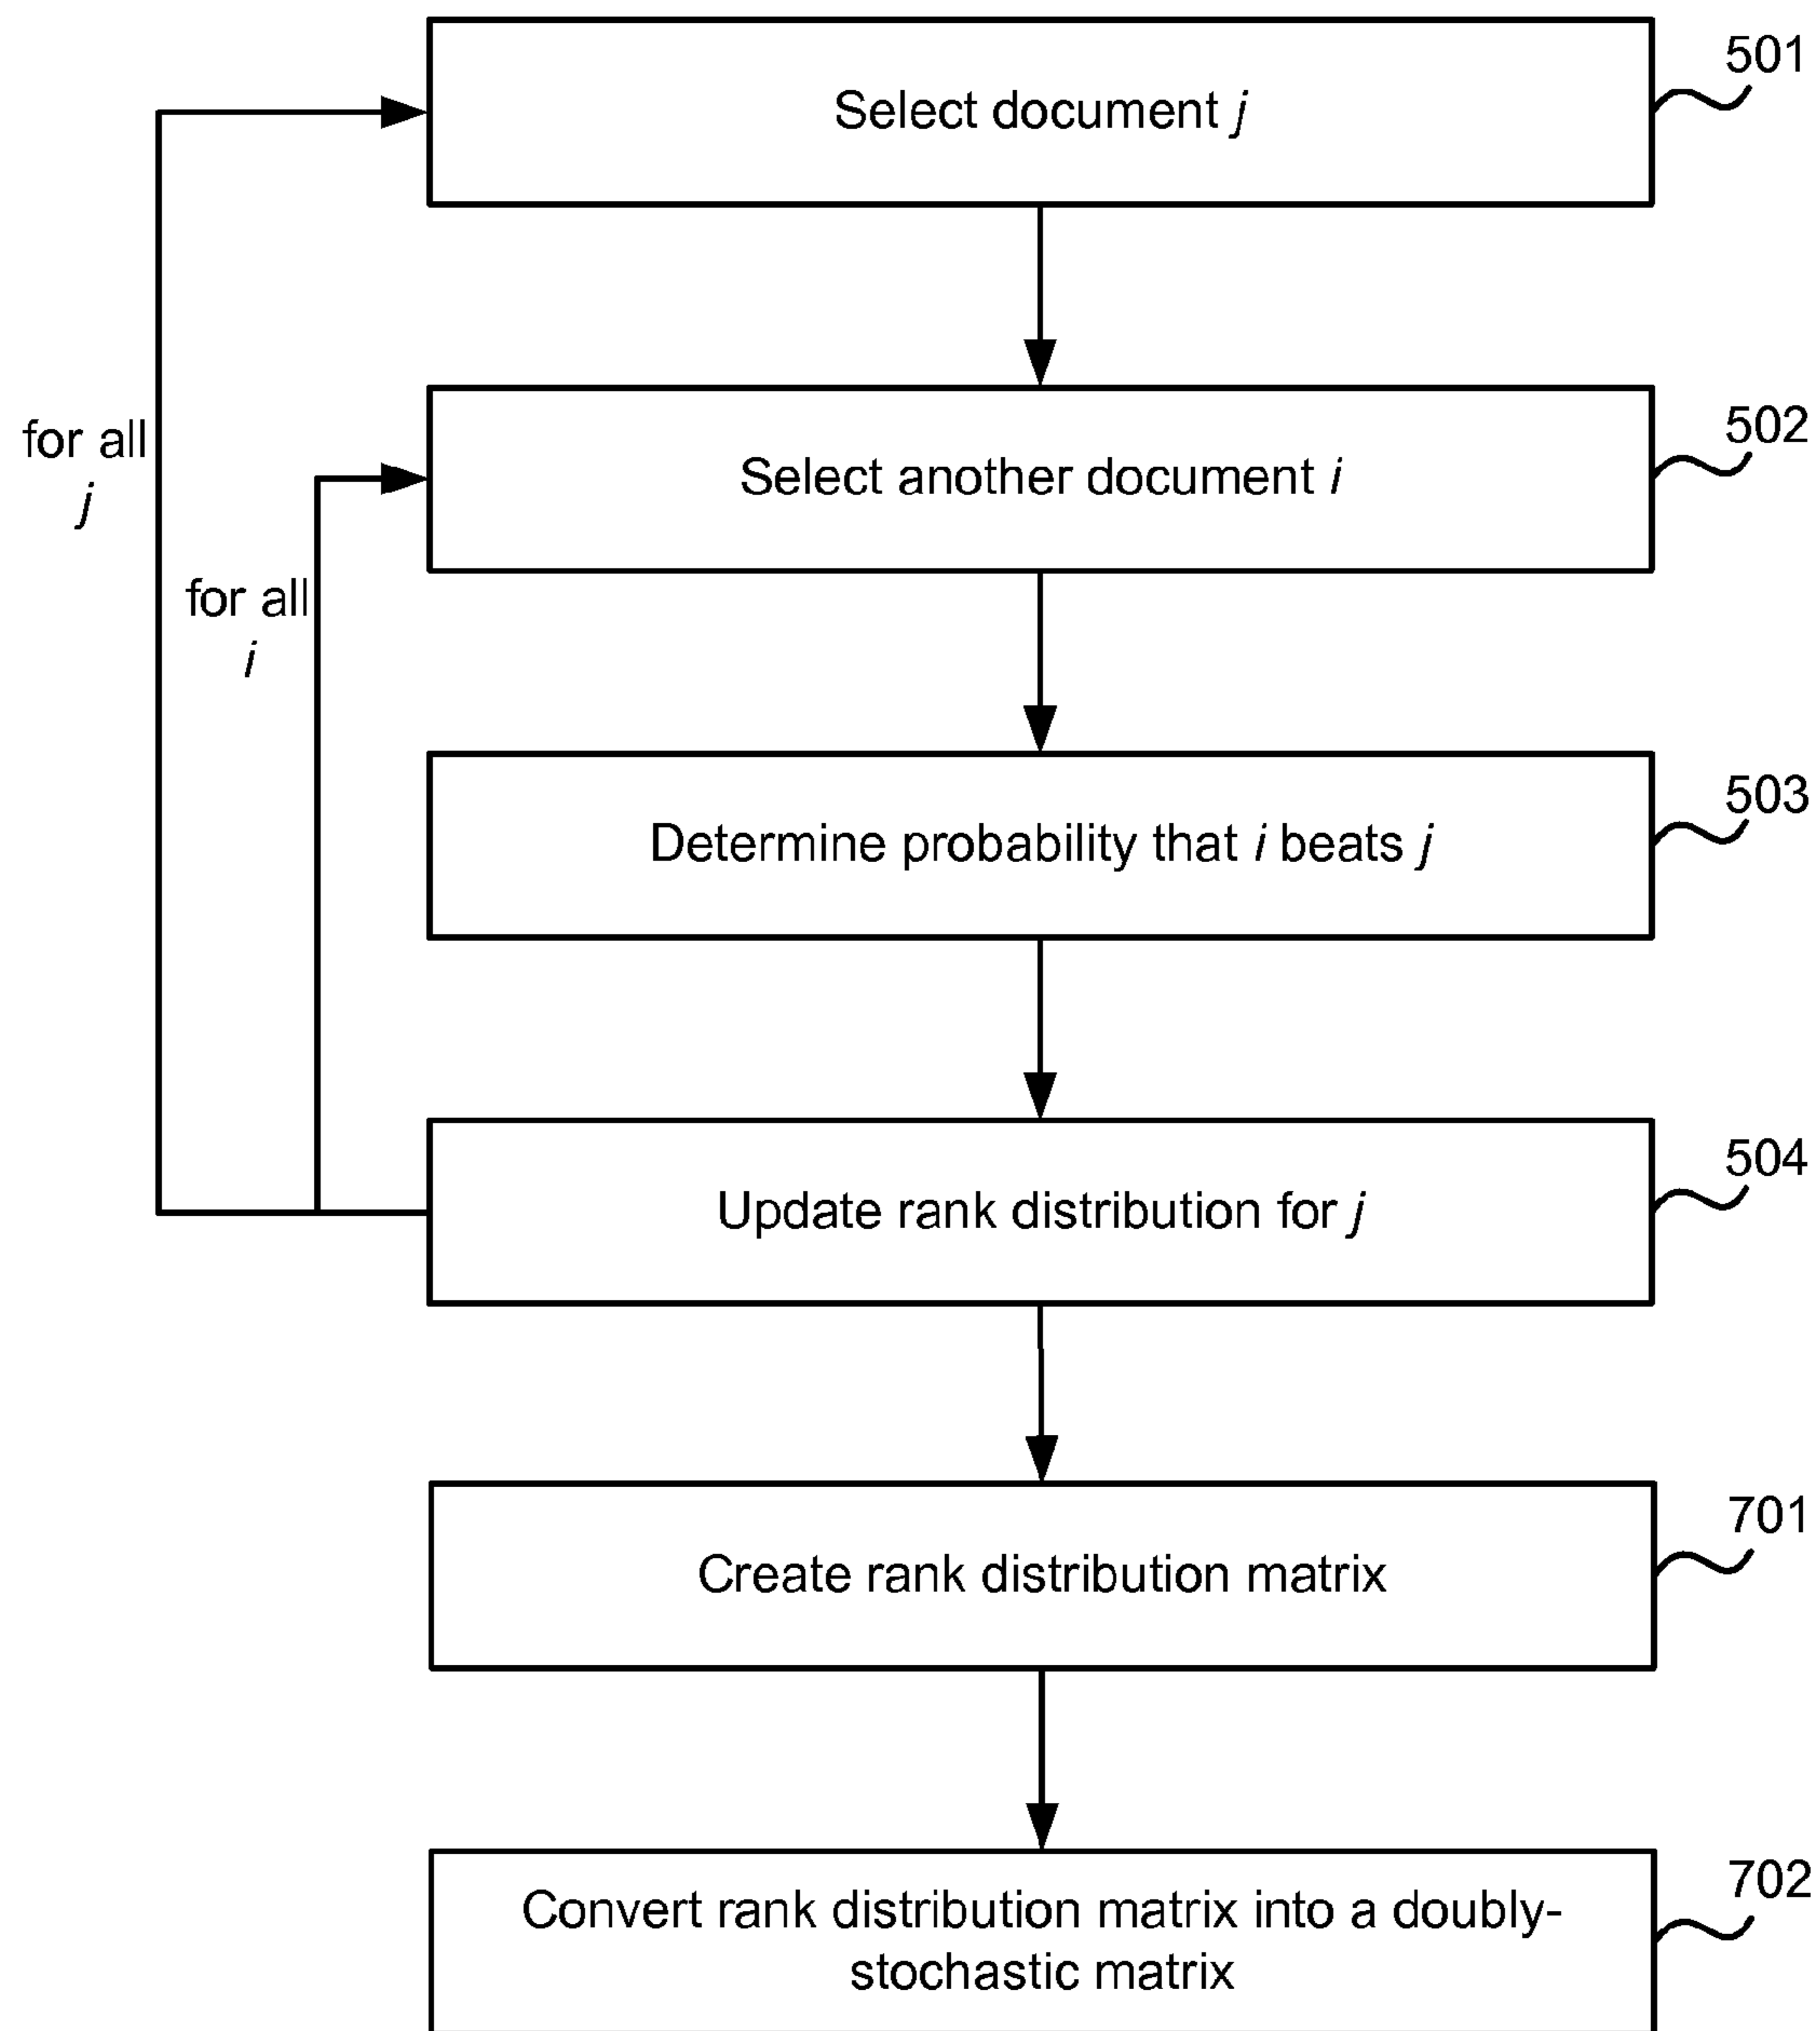 501
Select document j
502
for all
j
Select another document i
for all
i
503
Determine probability that i beats j
504
Update rank distribution for j
701
Create rank distribution matrix
702
Convert rank distribution matrix into a doubly-
stochastic matrix